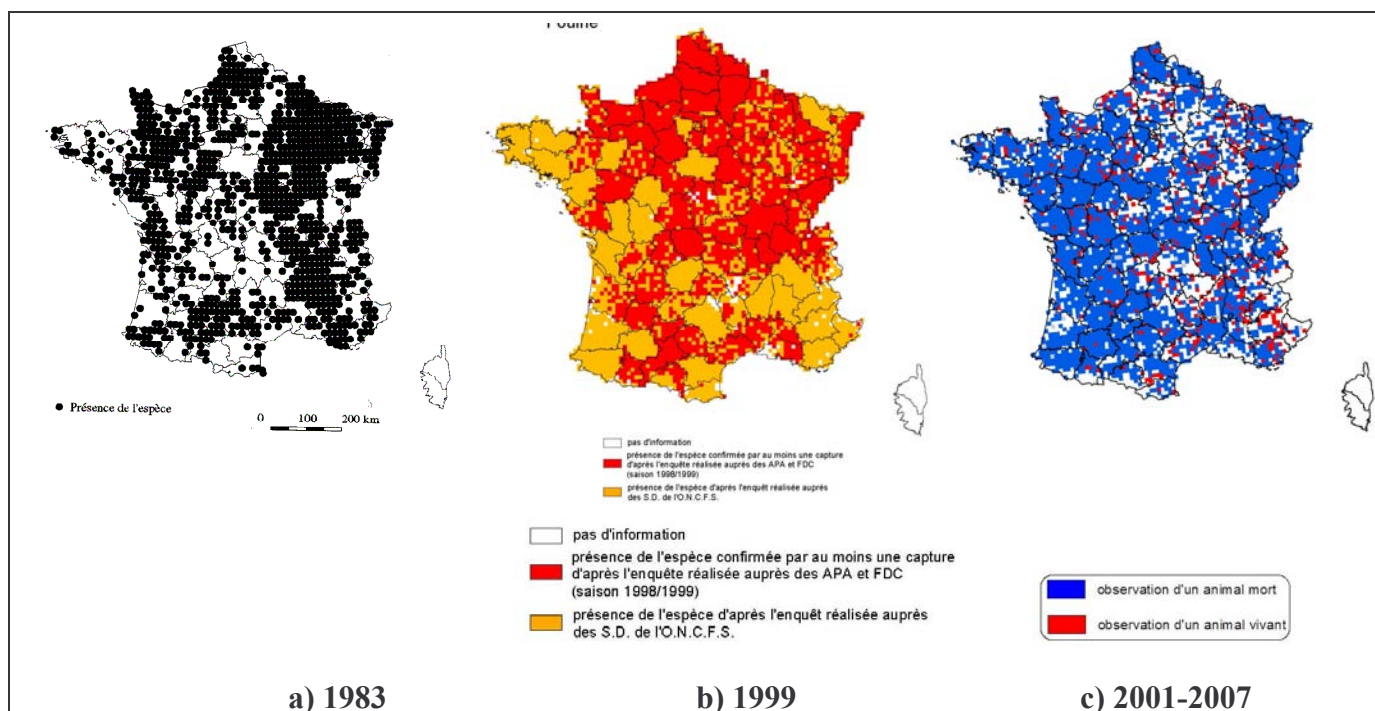 Fouine
● Présence de l'espèce
0 100 200 km
pas d'information
présence de l'espèce confirmée par au moins une capture
d'après l'enquête réalisée auprès des APA et FDC
(saison 1998/1999)
présence de l'espèce d'après l'enquêt réalisée auprès
des S.D. de l'O.N.C.F.S.
pas d'information
présence de l'espèce confirmée par au moins une capture
d'après l'enquête réalisée auprès des APA et FDC
(saison 1998/1999)
présence de l'espèce d'après l'enquêt réalisée auprès
des S.D. de l'O.N.C.F.S.
observation d'un animal mort
observation d'un animal vivant
a) 1983
b) 1999
c) 2001-2007